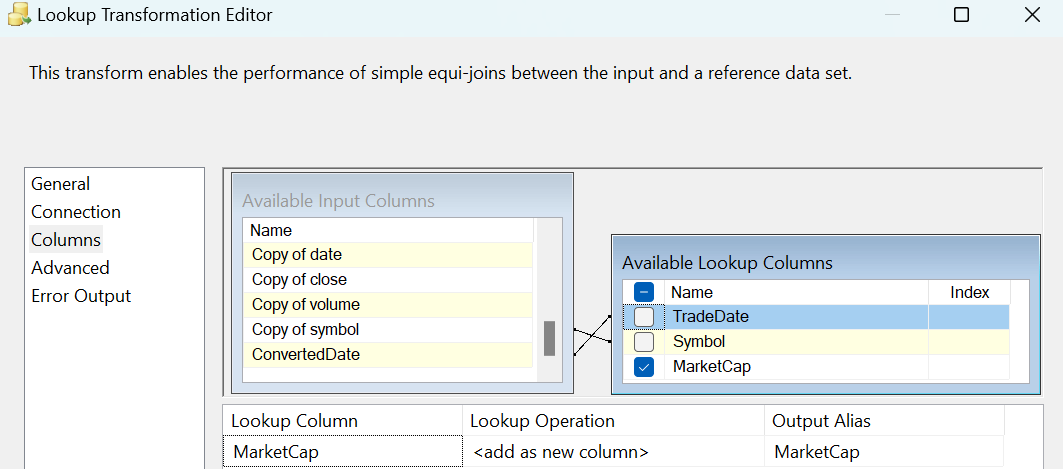 Lookup Transformation Editor
This transform enables the performance of simple equi-joins between the input and a reference data set.
General
Connection
Columns
Advanced
Error Output
Available Input Columns
Name
Copy of date
Copy of close
Copy of volume
Copy of symbol
ConvertedDate
Available Lookup Columns
Name Index
TradeDate
Symbol
MarketCap
Lookup Column Lookup Operation Output Alias
MarketCap <add as new column> MarketCap